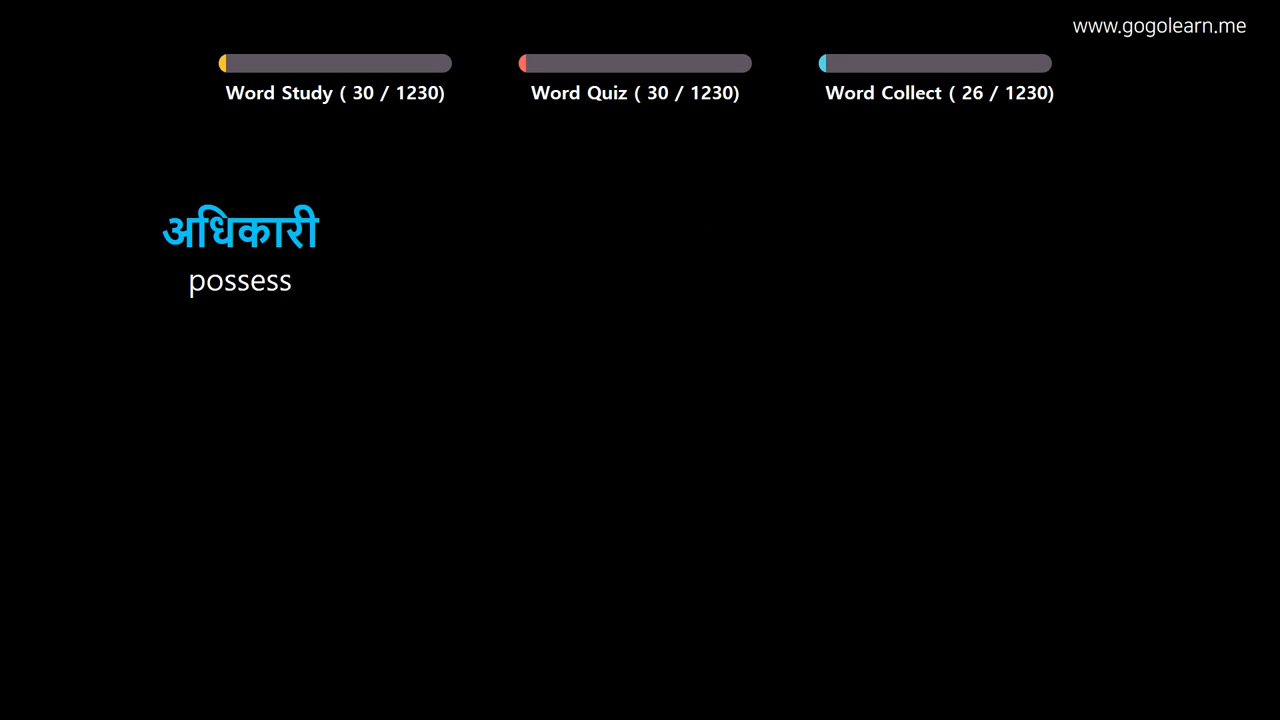 www.gogolearn.me
Word Study ( 30 / 1230)
Word Quiz ( 30 / 1230)
Word Collect ( 26 / 1230)
अधिकारी
possess